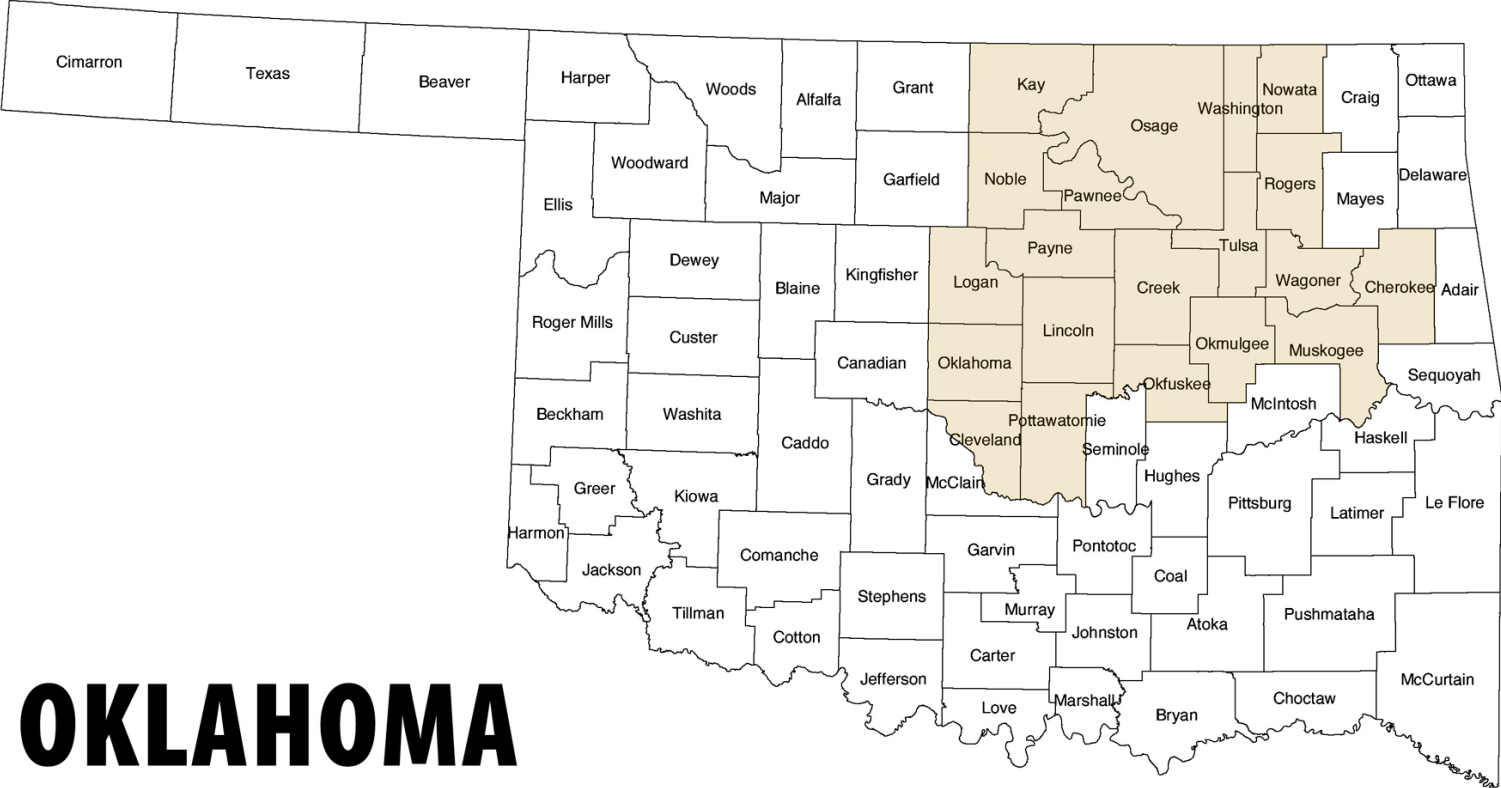 Cimarron
Texas
Beaver
Harper
Woods
Alfalfa
Grant
Kay
Osage
Washington
Nowata
Craig
Ottawa
Woodward
Ellis
Major
Garfield
Noble
Pawnee
Rogers
Mayes
Delaware
Dewey
Blaine
Kingfisher
Logan
Payne
Creek
Tulsa
Wagoner
Cherokee
Adair
Roger Mills
Custer
Canadian
Oklahoma
Lincoln
Okmulgee
Muskogee
Sequoyah
Beckham
Washita
Caddo
Grady
McClain
Cleveland
Pottawatomie
Seminole
Okfuskee
McIntosh
Haskell
Hughes
Pittsburg
Latimer
Le Flore
Greer
Kiowa
Harmon
Jackson
Comanche
Garvin
Pontotoc
Coal
Tillman
Cotton
Stephens
Murray
Johnston
Atoka
Pushmataha
Carter
Jefferson
Love
Marshall
Bryan
Choctaw
McCurtain
OKLAHOMA